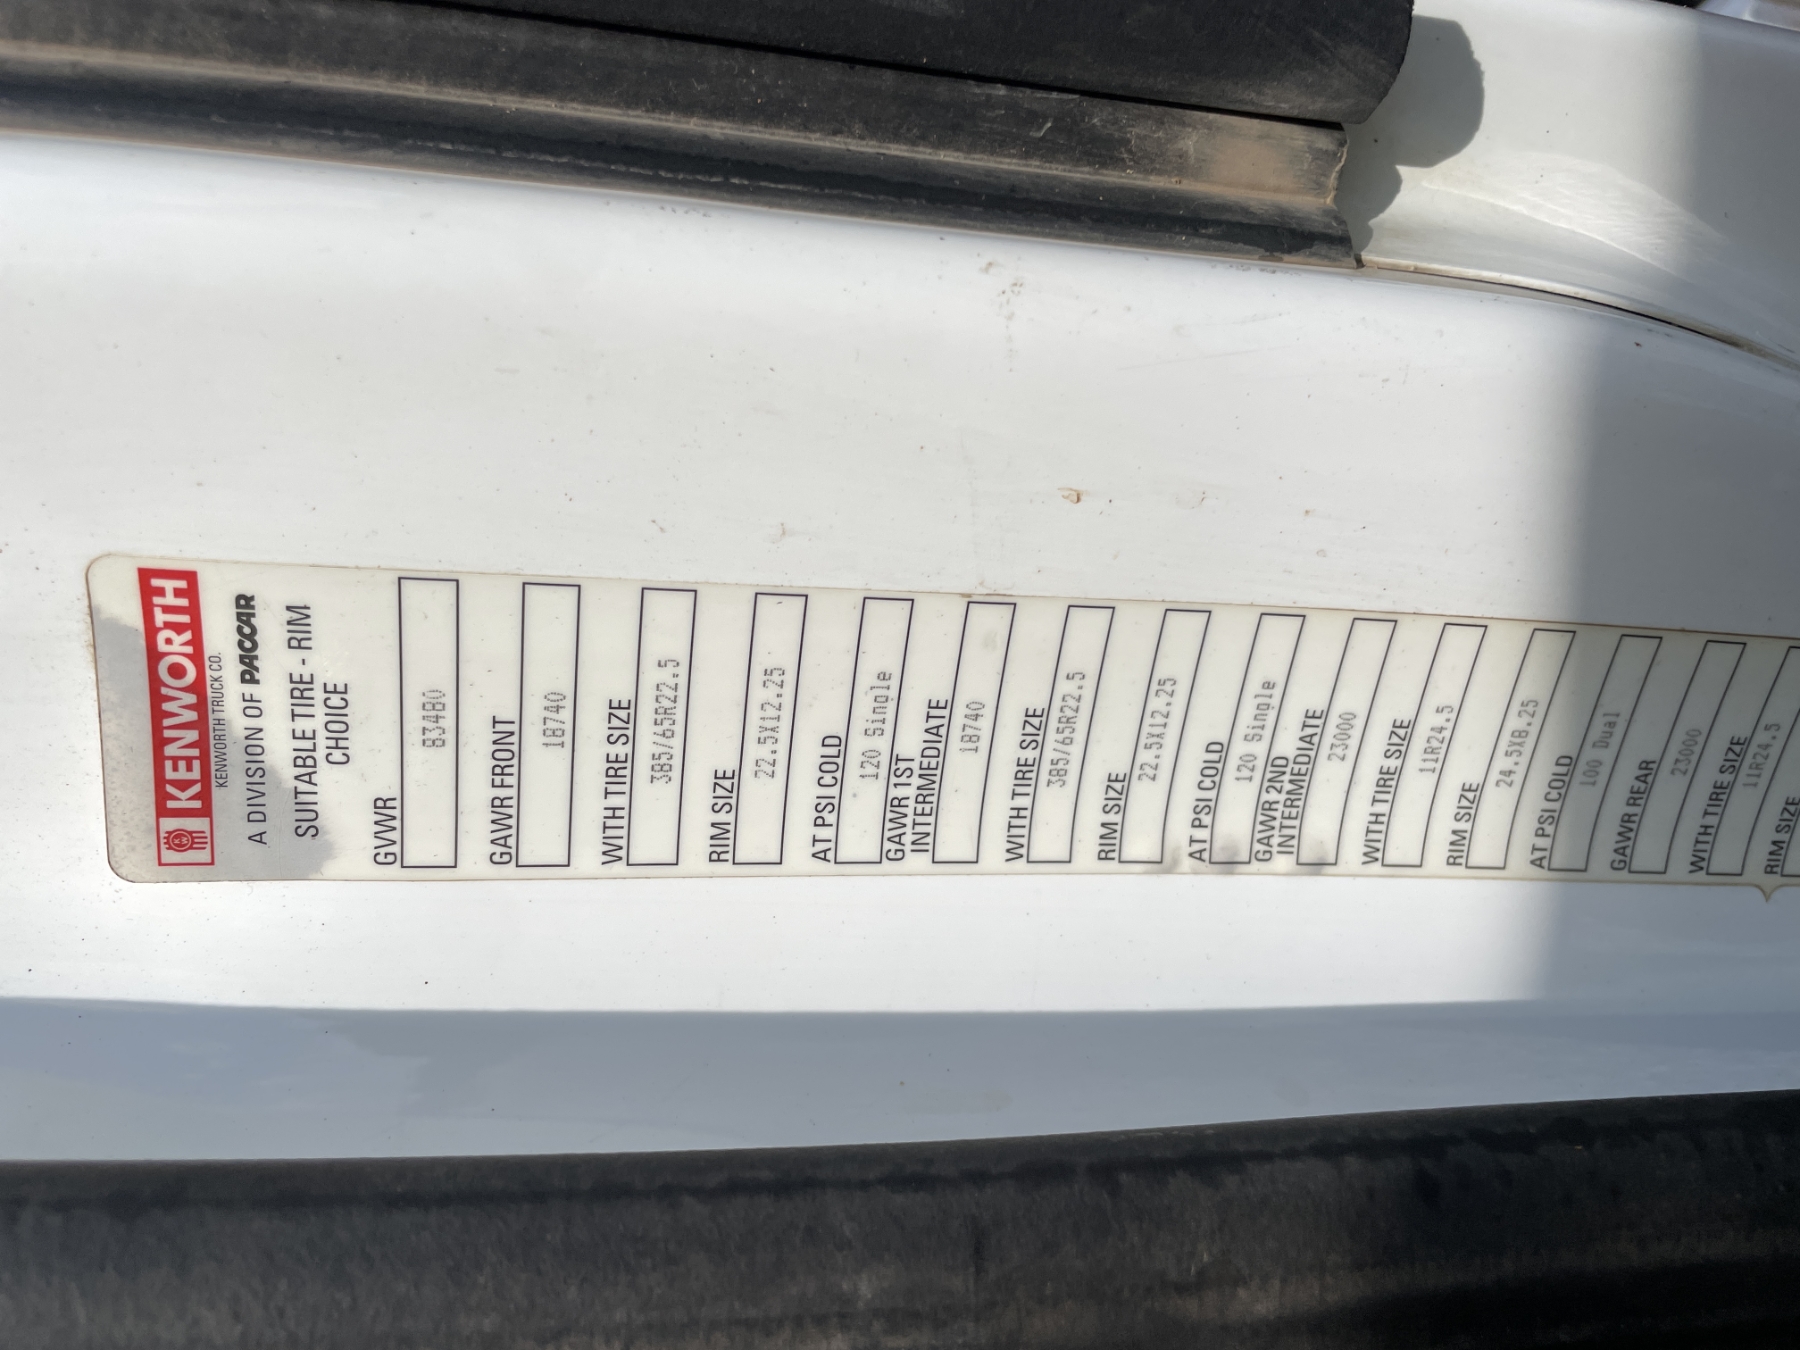 KENWORTH
KENWORTH TRUCK CO.
A DIVISION OF PACCAR
SUITABLE TIRE - RIM
CHOICE
GVWR
83480
GAWR FRONT
18740
WITH TIRE SIZE
385/65R22.5
RIM SIZE
22.5X12.25
AT PSI COLD
120 Single
GAWR 1ST
INTERMEDIATE
18740
WITH TIRE SIZE
385/65R22.5
RIM SIZE
22.5X12.25
AT PSI COLD
120 Single
GAWR 2ND
INTERMEDIATE
23000
WITH TIRE SIZE
11R24.5
RIM SIZE
24.5X8.25
AT PSI COLD
100 Dual
GAWR REAR
23000
WITH TIRE SIZE
11R24.5
RIM SIZE